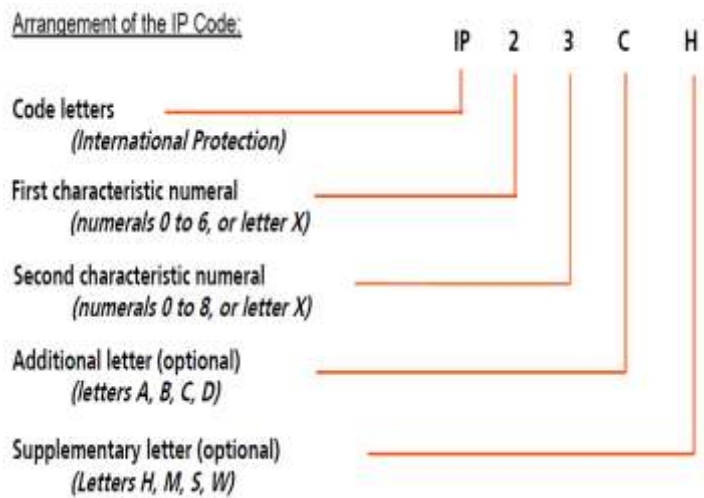 Arrangement of the IP Code:
IP 2 3 C H
Code letters
(International Protection)
First characteristic numeral
(numerals 0 to 6, or letter X)
Second characteristic numeral
(numerals 0 to 8, or letter X)
Additional letter (optional)
(letters A, B, C, D)
Supplementary letter (optional)
(Letters H, M, S, W)